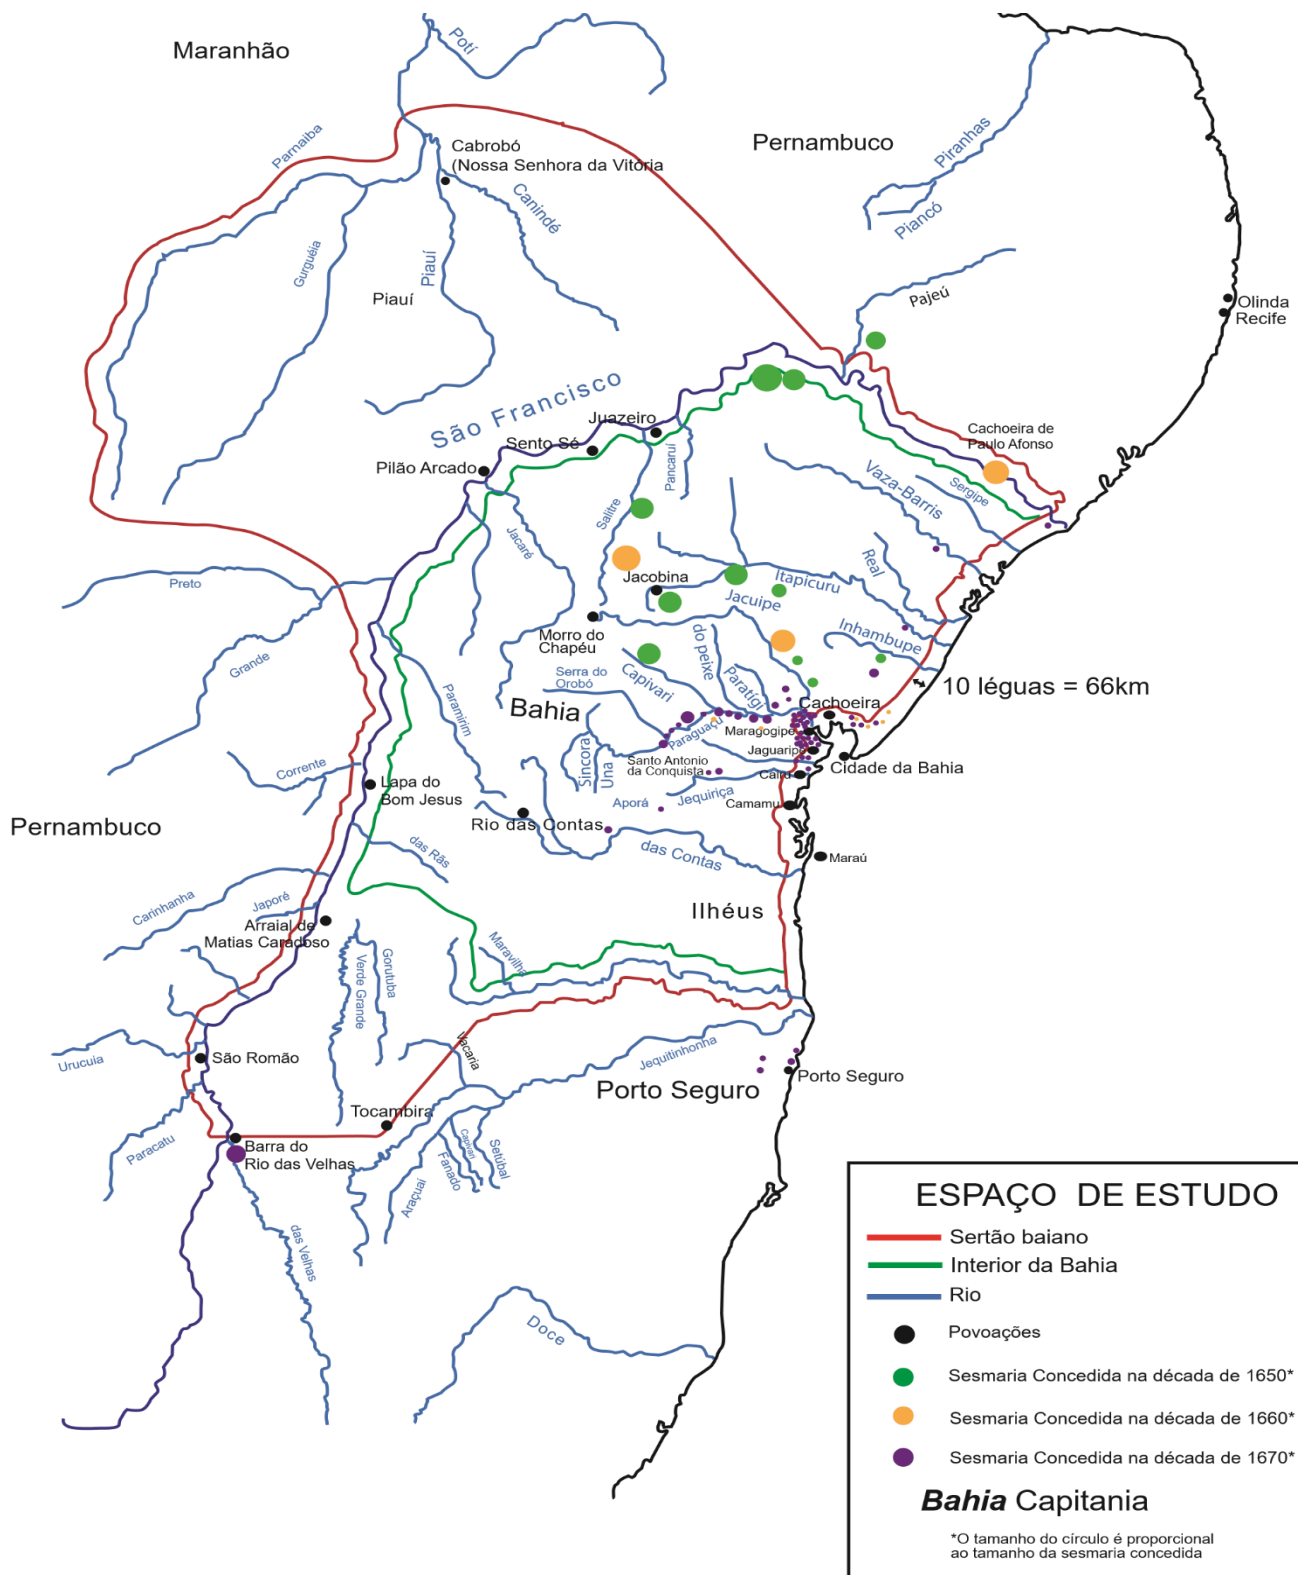 Maranhão
Potí
Pernambuco
Piranhas
Piancó
Parnaiba
Cabrobó
(Nossa Senhora da Vitória
Canindé
Gurguéia
Piauí
Piauí
Pajeú
Olinda
Recife
São Francisco
Juazeiro
Sento Sé
Pilão Arcado
Pancaruí
Cachoeira de
Paulo Afonso
Vaza-Barris
Sergipe
Salitre
Jacaré
Real
Itapicuru
Jacobina
Jacuipe
Preto
Morro do
Chapéu
do peixe
Inhambupe
Grande
Serra do
Orobó
Capivari
Paratígi
10 léguas = 66km
Paramirim
Bahia
Cachoeira
Paraguaçu
Maragogipe
Sincora
Una
Jaguaripe
Santo Antonio
da Conquista
Cidade da Bahia
Corrente
Cairú
Lapa do
Bom Jesus
Aporá
Jequiriça
Camamu
Pernambuco
Rio das Contas
das Rãs
das Contas
Maraú
Carinhanha
Japoré
Ilhéus
Arraial de
Matias Caradoso
Maravilha
Gorutuba
Verde Grande
Urucuia
São Romão
Vacaria
Jequitinhonha
Porto Seguro
Porto Seguro
Tocambira
Paracatu
Barra do
Rio das Velhas
Capivari
Setúbal
Fanado
Araçuai
das Velhas
Doce
ESPAÇO DE ESTUDO
Sertão baiano
Interior da Bahia
Rio
Povoações
Sesmaria Concedida na década de 1650*
Sesmaria Concedida na década de 1660*
Sesmaria Concedida na década de 1670*
Bahia Capitania
*O tamanho do círculo é proporcional
ao tamanho da sesmaria concedida